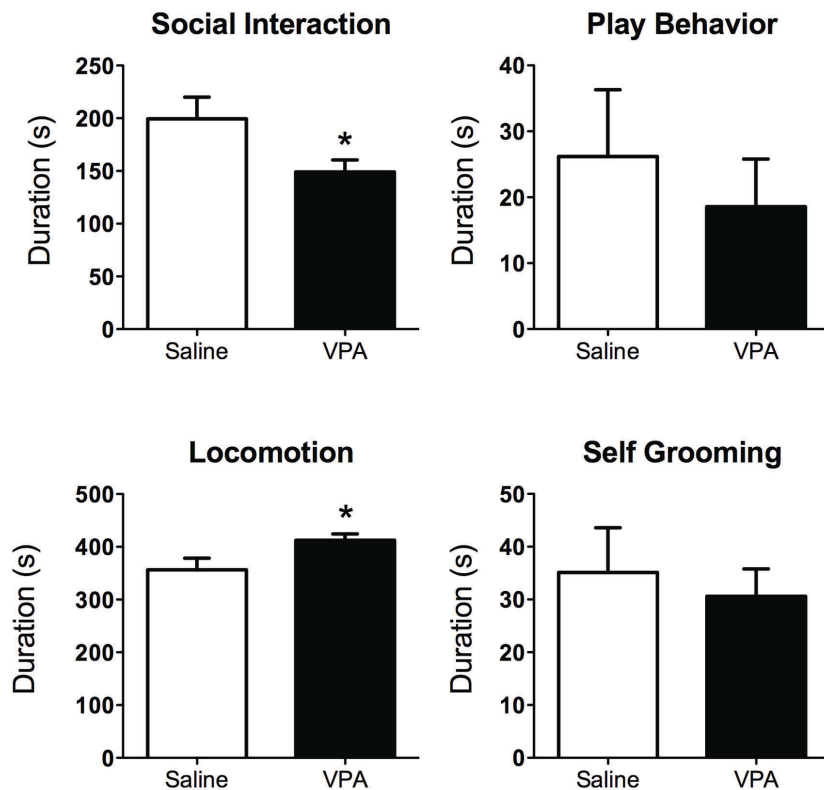 Social Interaction
Duration (s)
250
200
150
100
50
0
*
Saline
VPA
Play Behavior
Duration (s)
40
30
20
10
0
Saline
VPA
Locomotion
Duration (s)
500
400
300
200
100
0
*
Saline
VPA
Self Grooming
Duration (s)
50
40
30
20
10
0
Saline
VPA